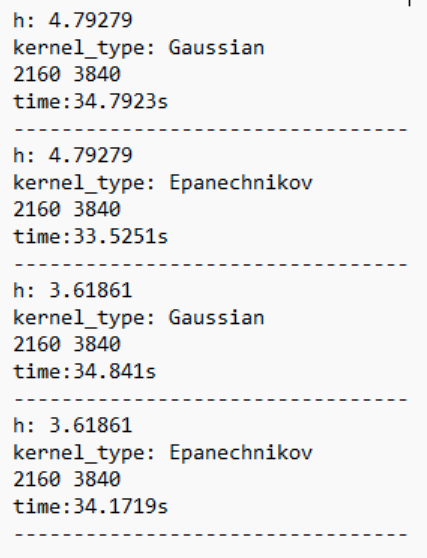 h: 4.79279
kernel_type: Gaussian
2160 3840
time:34.7923s
---------------------------------
h: 4.79279
kernel_type: Epanechnikov
2160 3840
time:33.5251s
---------------------------------
h: 3.61861
kernel_type: Gaussian
2160 3840
time:34.841s
---------------------------------
h: 3.61861
kernel_type: Epanechnikov
2160 3840
time:34.1719s
---------------------------------